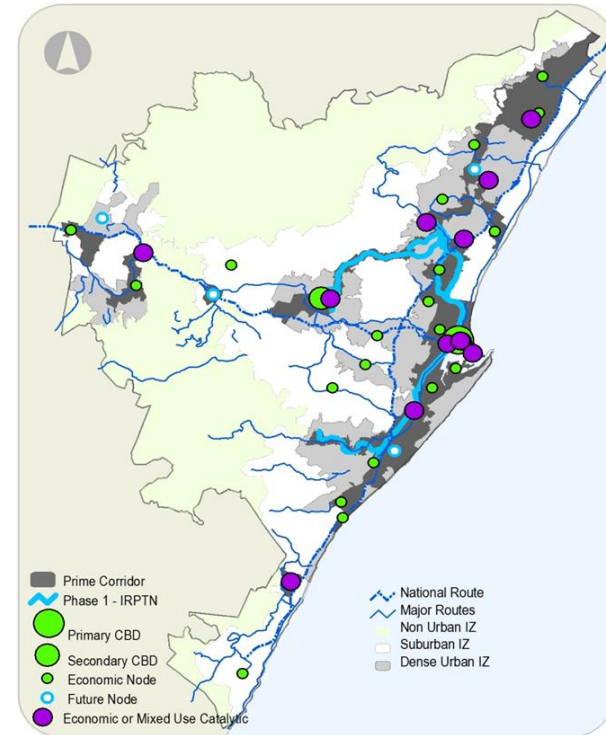 Prime Corridor
Phase 1 - IRPTN
Primary CBD
Secondary CBD
Economic Node
Future Node
Economic or Mixed Use Catalytic
National Route
Major Routes
Non Urban IZ
Suburban IZ
Dense Urban IZ